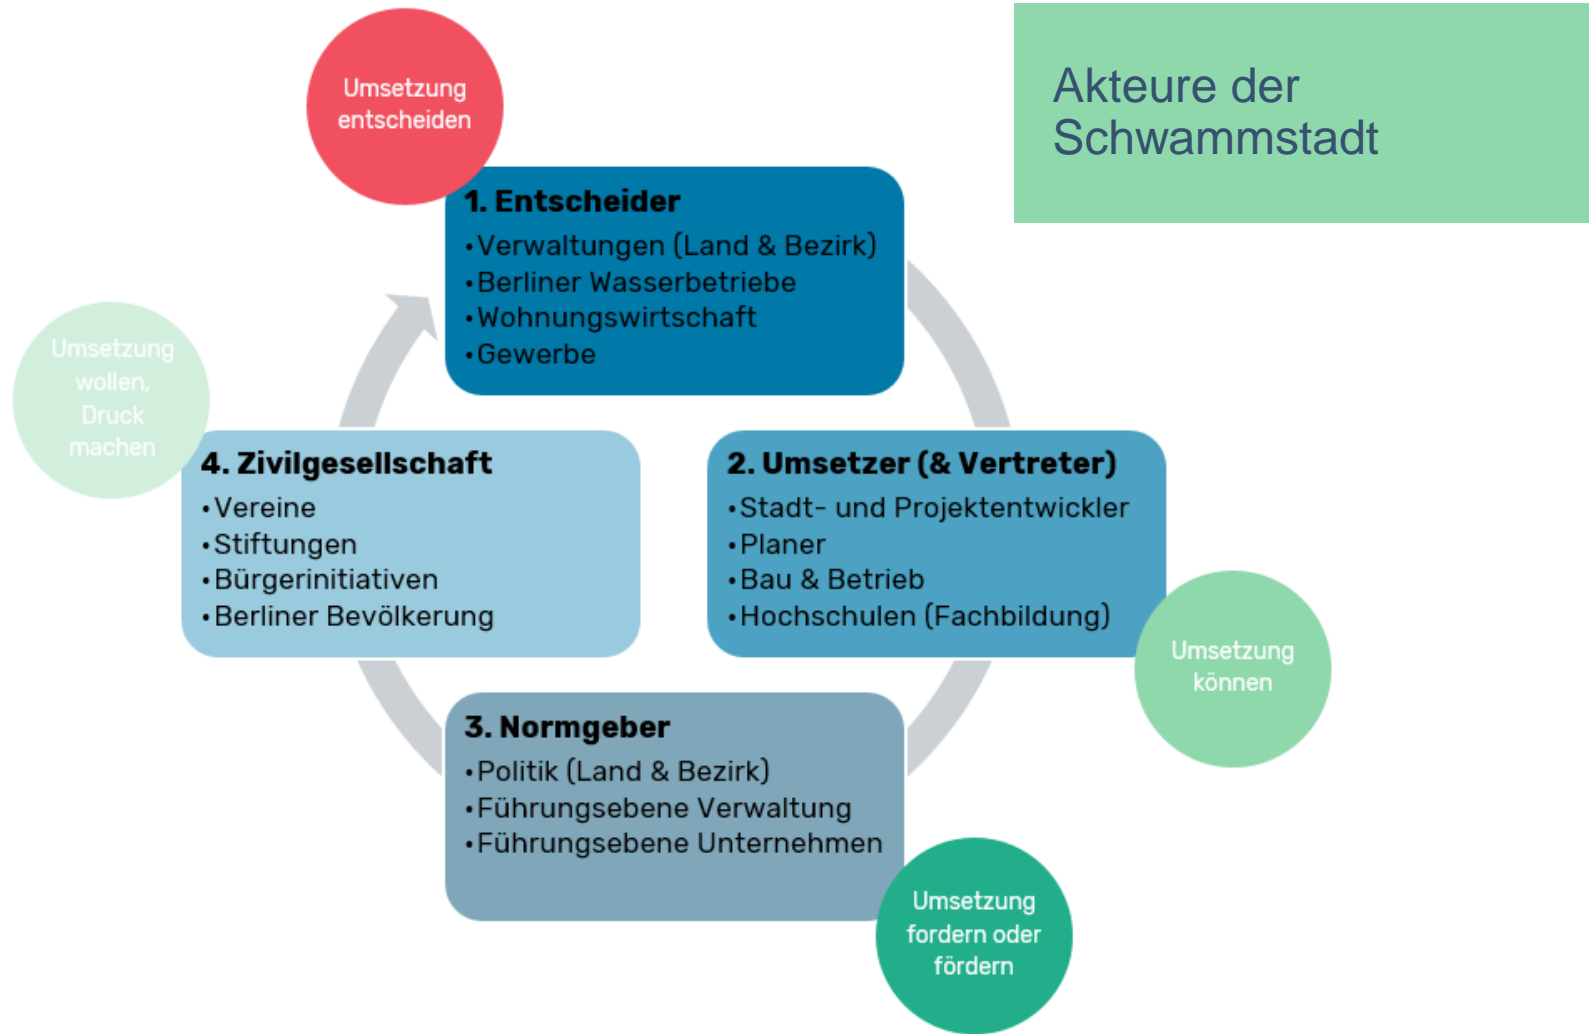 Akteure der
Schwammstadt
Umsetzung
entscheiden
1. Entscheider
•Verwaltungen (Land & Bezirk)
•Berliner Wasserbetriebe
•Wohnungswirtschaft
•Gewerbe
2. Umsetzer (& Vertreter)
•Stadt- und Projektentwickler
•Planer
•Bau & Betrieb
•Hochschulen (Fachbildung)
Umsetzung
können
3. Normgeber
•Politik (Land & Bezirk)
•Führungsebene Verwaltung
•Führungsebene Unternehmen
Umsetzung
fordern oder
fördern
4. Zivilgesellschaft
•Vereine
•Stiftungen
•Bürgerinitiativen
•Berliner Bevölkerung
Umsetzung
wollen,
Druck
machen